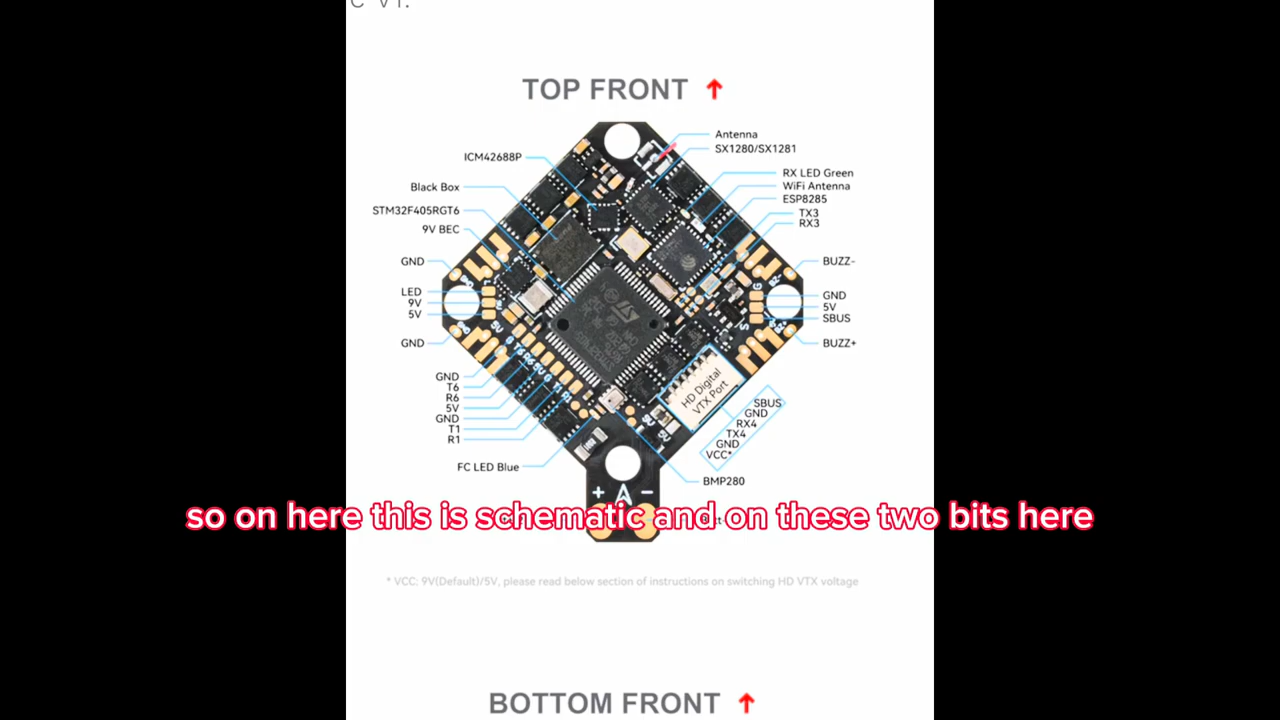 C V1.
TOP FRONT
Antenna
SX1280/SX1281
ICM42688P
RX LED Green
WiFi Antenna
ESP8285
TX3
RX3
Black Box
STM32F405RGT6
9V BEC
GND
LED
9V
5V
GND
BUZZ-
GND
5V
SBUS
BUZZ+
GND
T6
R6
5V
GND
T1
R1
HD Digital
VTX Port
SBUS
GND
RX4
TX4
GND
VCC*
9V
5V
FC LED Blue
BMP280
+ -
so on here this is schematic and on these two bits here
* VCC: 9V(Default)/5V, please read below section of instructions on switching HD VTX voltage
BOTTOM FRONT